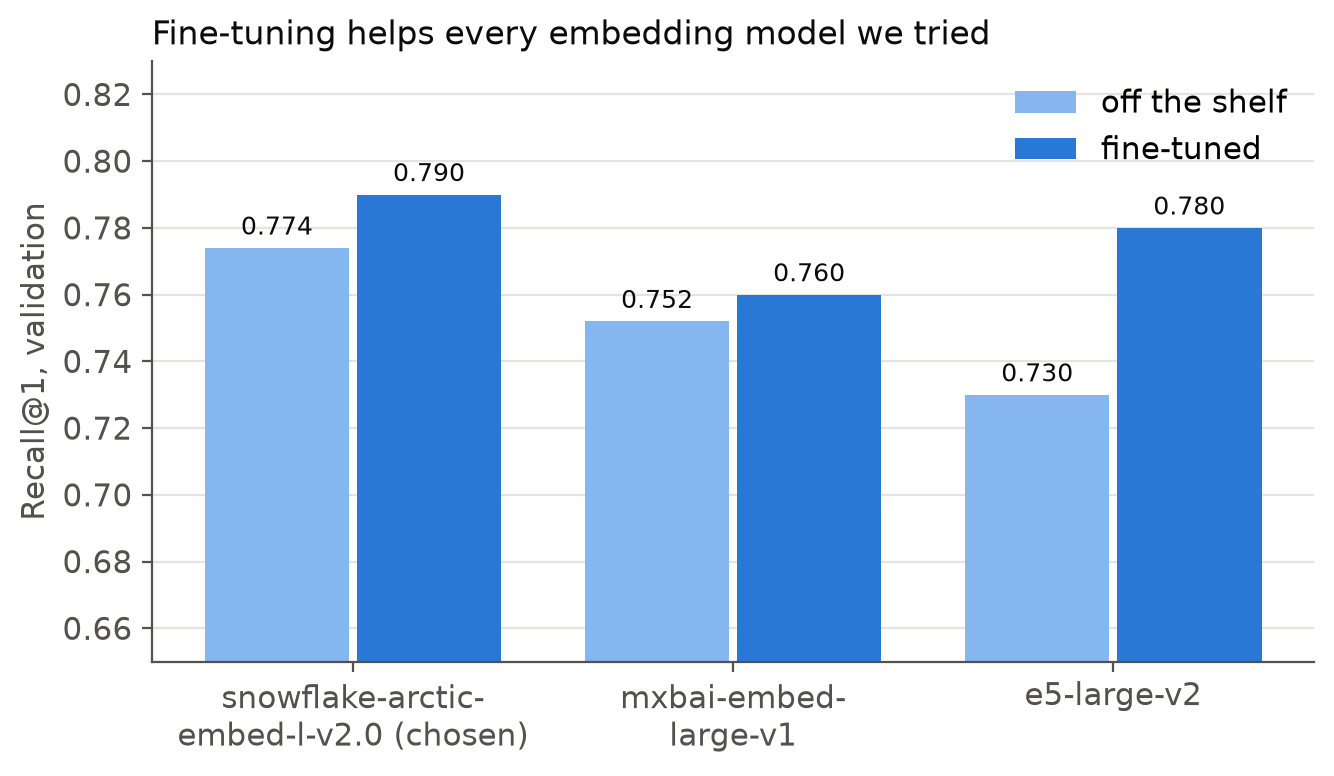 Fine-tuning helps every embedding model we tried
off the shelf
fine-tuned
Recall@1, validation
0.82
0.80
0.78
0.76
0.74
0.72
0.70
0.68
0.66
0.774
0.790
0.752
0.760
0.730
0.780
snowflake-arctic-
embed-l-v2.0 (chosen)
mxbai-embed-
large-v1
e5-large-v2